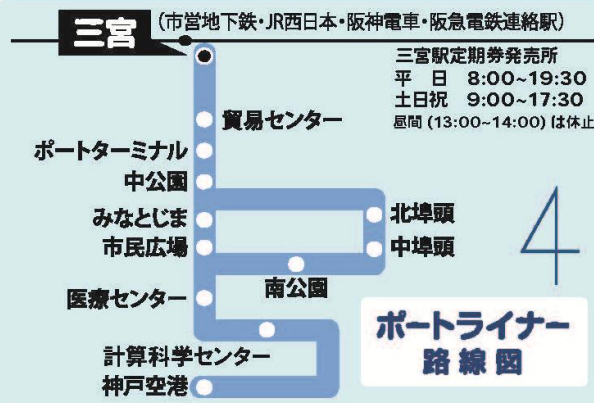 三宮
(市営地下鉄・JR西日本・阪神電車・阪急電鉄連絡駅)
三宮駅定期券発売所
平 日 8:00~19:30
土日祝 9:00~17:30
昼間 (13:00~14:00) は休止
貿易センター
ポートターミナル
中公園
みなとじま
北埠頭
市民広場
中埠頭
南公園
医療センター
計算科学センター
神戸空港
ポートライナー
路線図